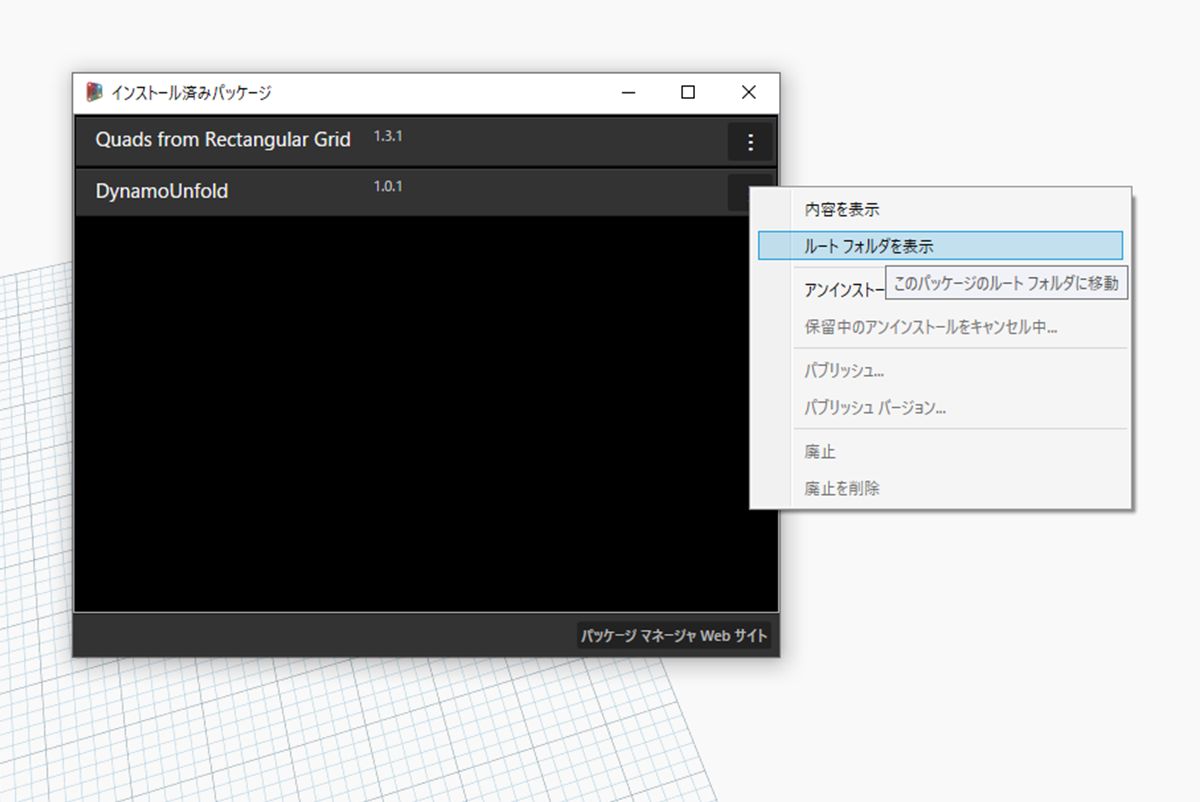 インストール済みパッケージ
Quads from Rectangular Grid 1.3.1
DynamoUnfold 1.0.1
内容を表示
ルート フォルダを表示
このパッケージのルート フォルダに移動
アンインストー
保留中のアンインストールをキャンセル中...
パブリッシュ...
パブリッシュ バージョン...
廃止
廃止を削除
パッケージ マネージャ Web サイト